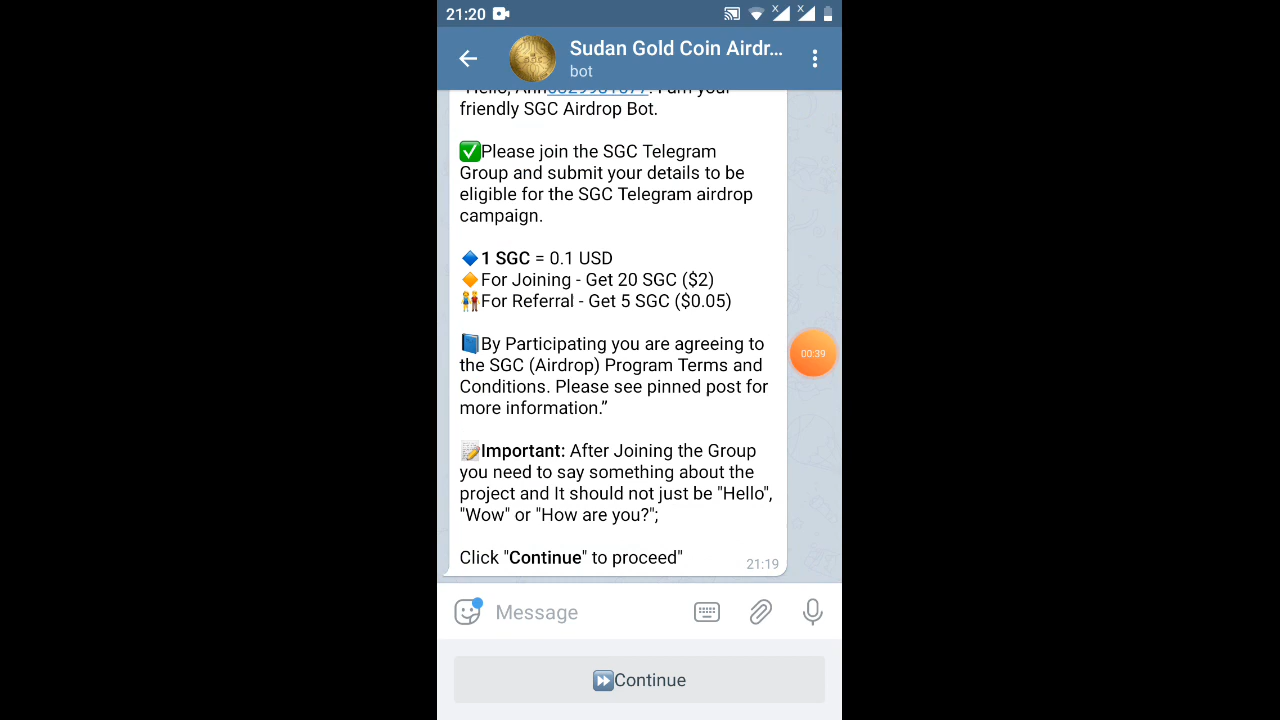 21:20
Sudan Gold Coin Airdr...
bot
friendly SGC Airdrop Bot.
✅Please join the SGC Telegram
Group and submit your details to be
eligible for the SGC Telegram airdrop
campaign.
🔷1 SGC = 0.1 USD
🔶For Joining - Get 20 SGC ($2)
👫For Referral - Get 5 SGC ($0.05)
📘By Participating you are agreeing to
the SGC (Airdrop) Program Terms and
Conditions. Please see pinned post for
more information.”
📝Important: After Joining the Group
you need to say something about the
project and It should not just be "Hello",
"Wow" or "How are you?";
Click "Continue" to proceed"
21:19
00:39
Message
⏩Continue